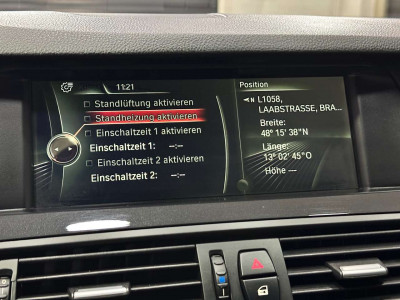 11:21
Standlüftung aktivieren
Standheizung aktivieren
Einschaltzeit 1 aktivieren
Einschaltzeit 1: --:--
Einschaltzeit 2 aktivieren
Einschaltzeit 2: --:--
Position
N L1058,
LAABSTRASSE, BRA...
Breite:
48° 15' 38"N
Länge:
13° 02' 45"O
Höhe ---